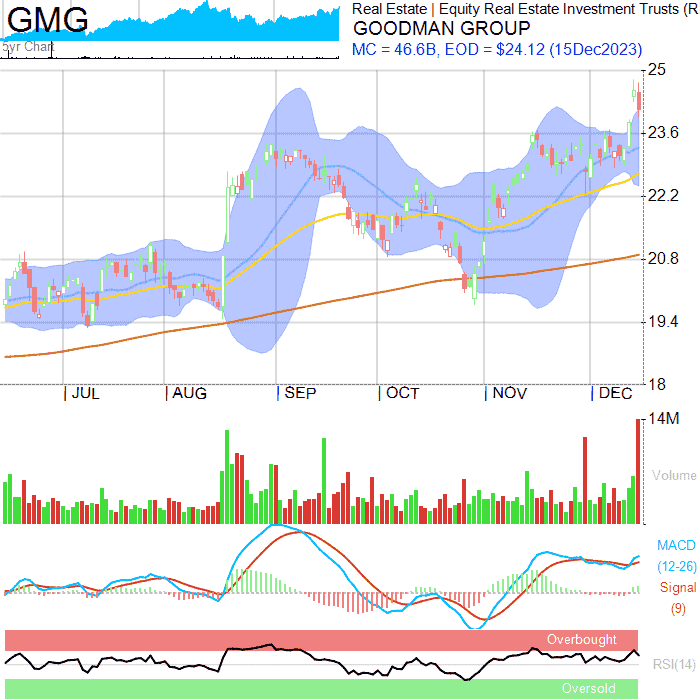 GMG
5yr Chart
Real Estate | Equity Real Estate Investment Trusts (R
GOODMAN GROUP
MC = 46.6B, EOD = $24.12 (15Dec2023)
25
23.6
22.2
20.8
19.4
18
JUL AUG SEP OCT NOV DEC
14M
Volume
MACD
(12-26)
Signal
(9)
Overbought
RSI(14)
Oversold